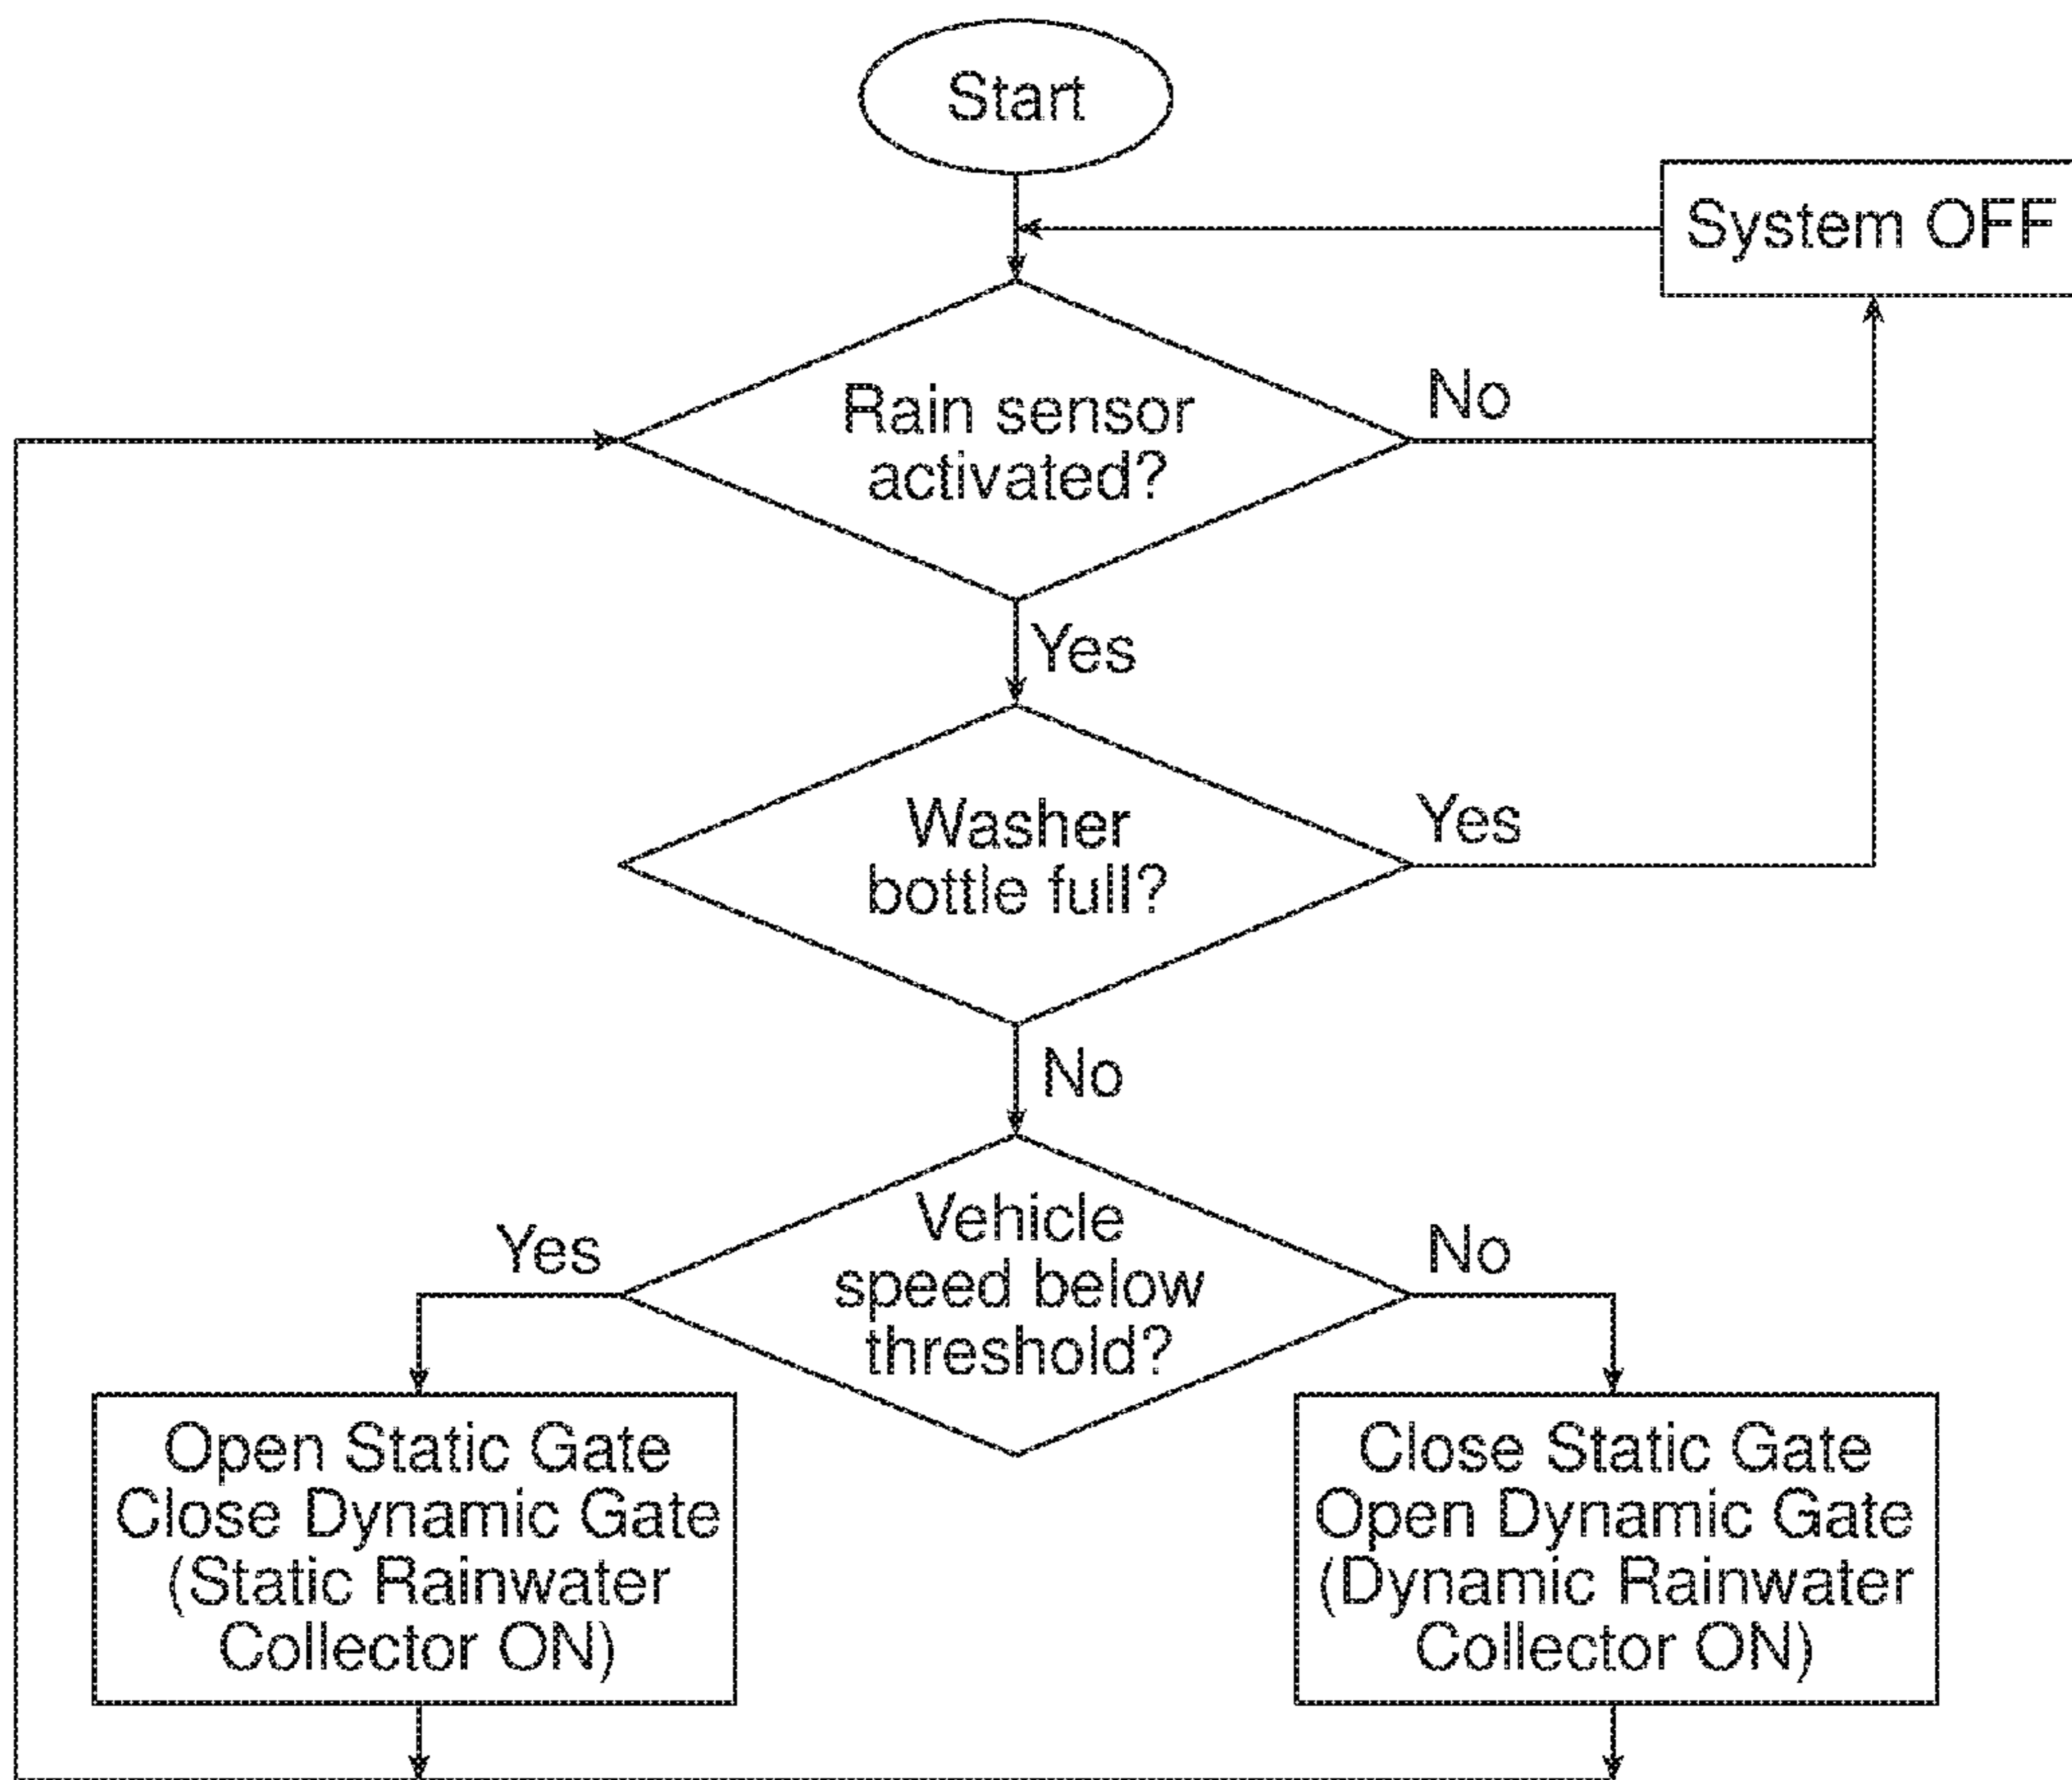 Start
System OFF
Rain sensor
activated?
No
Yes
Washer
bottle full?
Yes
No
Vehicle
speed below
threshold?
Yes
No
Open Static Gate
Close Dynamic Gate
(Static Rainwater
Collector ON)
Close Static Gate
Open Dynamic Gate
(Dynamic Rainwater
Collector ON)